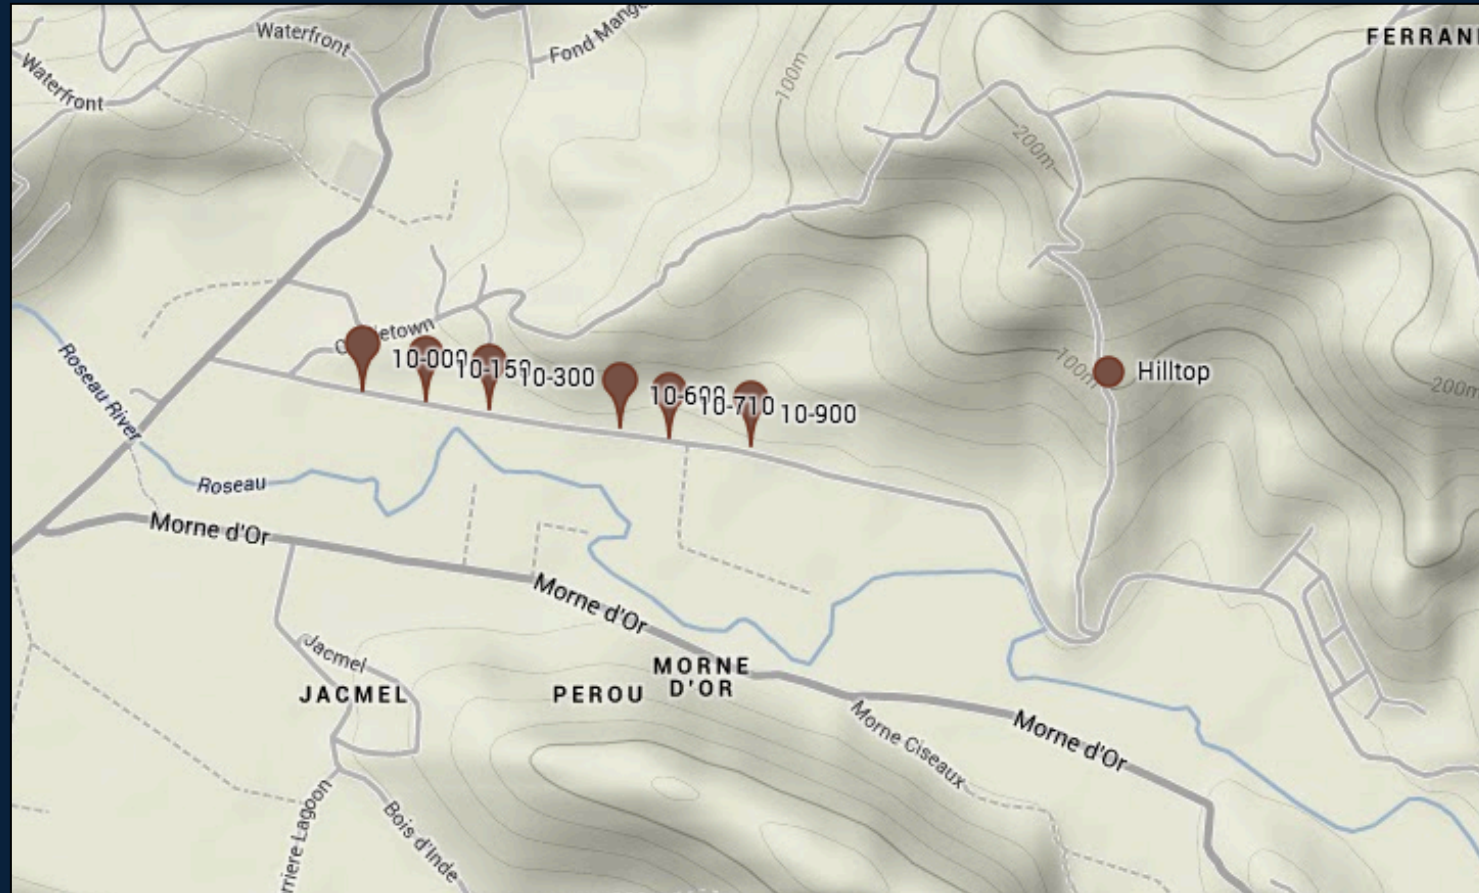 Waterfront
Fond Mang
FERRAN
Waterfront
100m
200m
etown
Roseau River
10-000
10-150
10-300
10-600
10-710
10-900
100m
Hilltop
200m
Roseau
Morne d'Or
Morne d'Or
Jacmel
JACMEL
PEROU
MORNE
D'OR
Morne Ciseaux
Morne d'Or
rriere Lagoon
Bois d'Inde